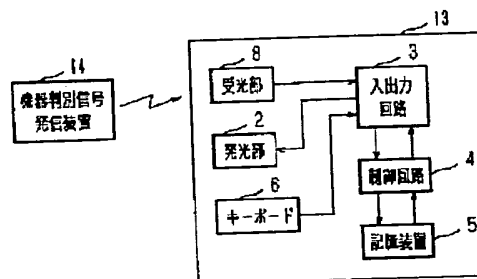 13
14
機器判別信号
発信装置
8
受光部
3
入出力
回路
2
発光部
6
キーボード
制御回路
4
記憶装置
5